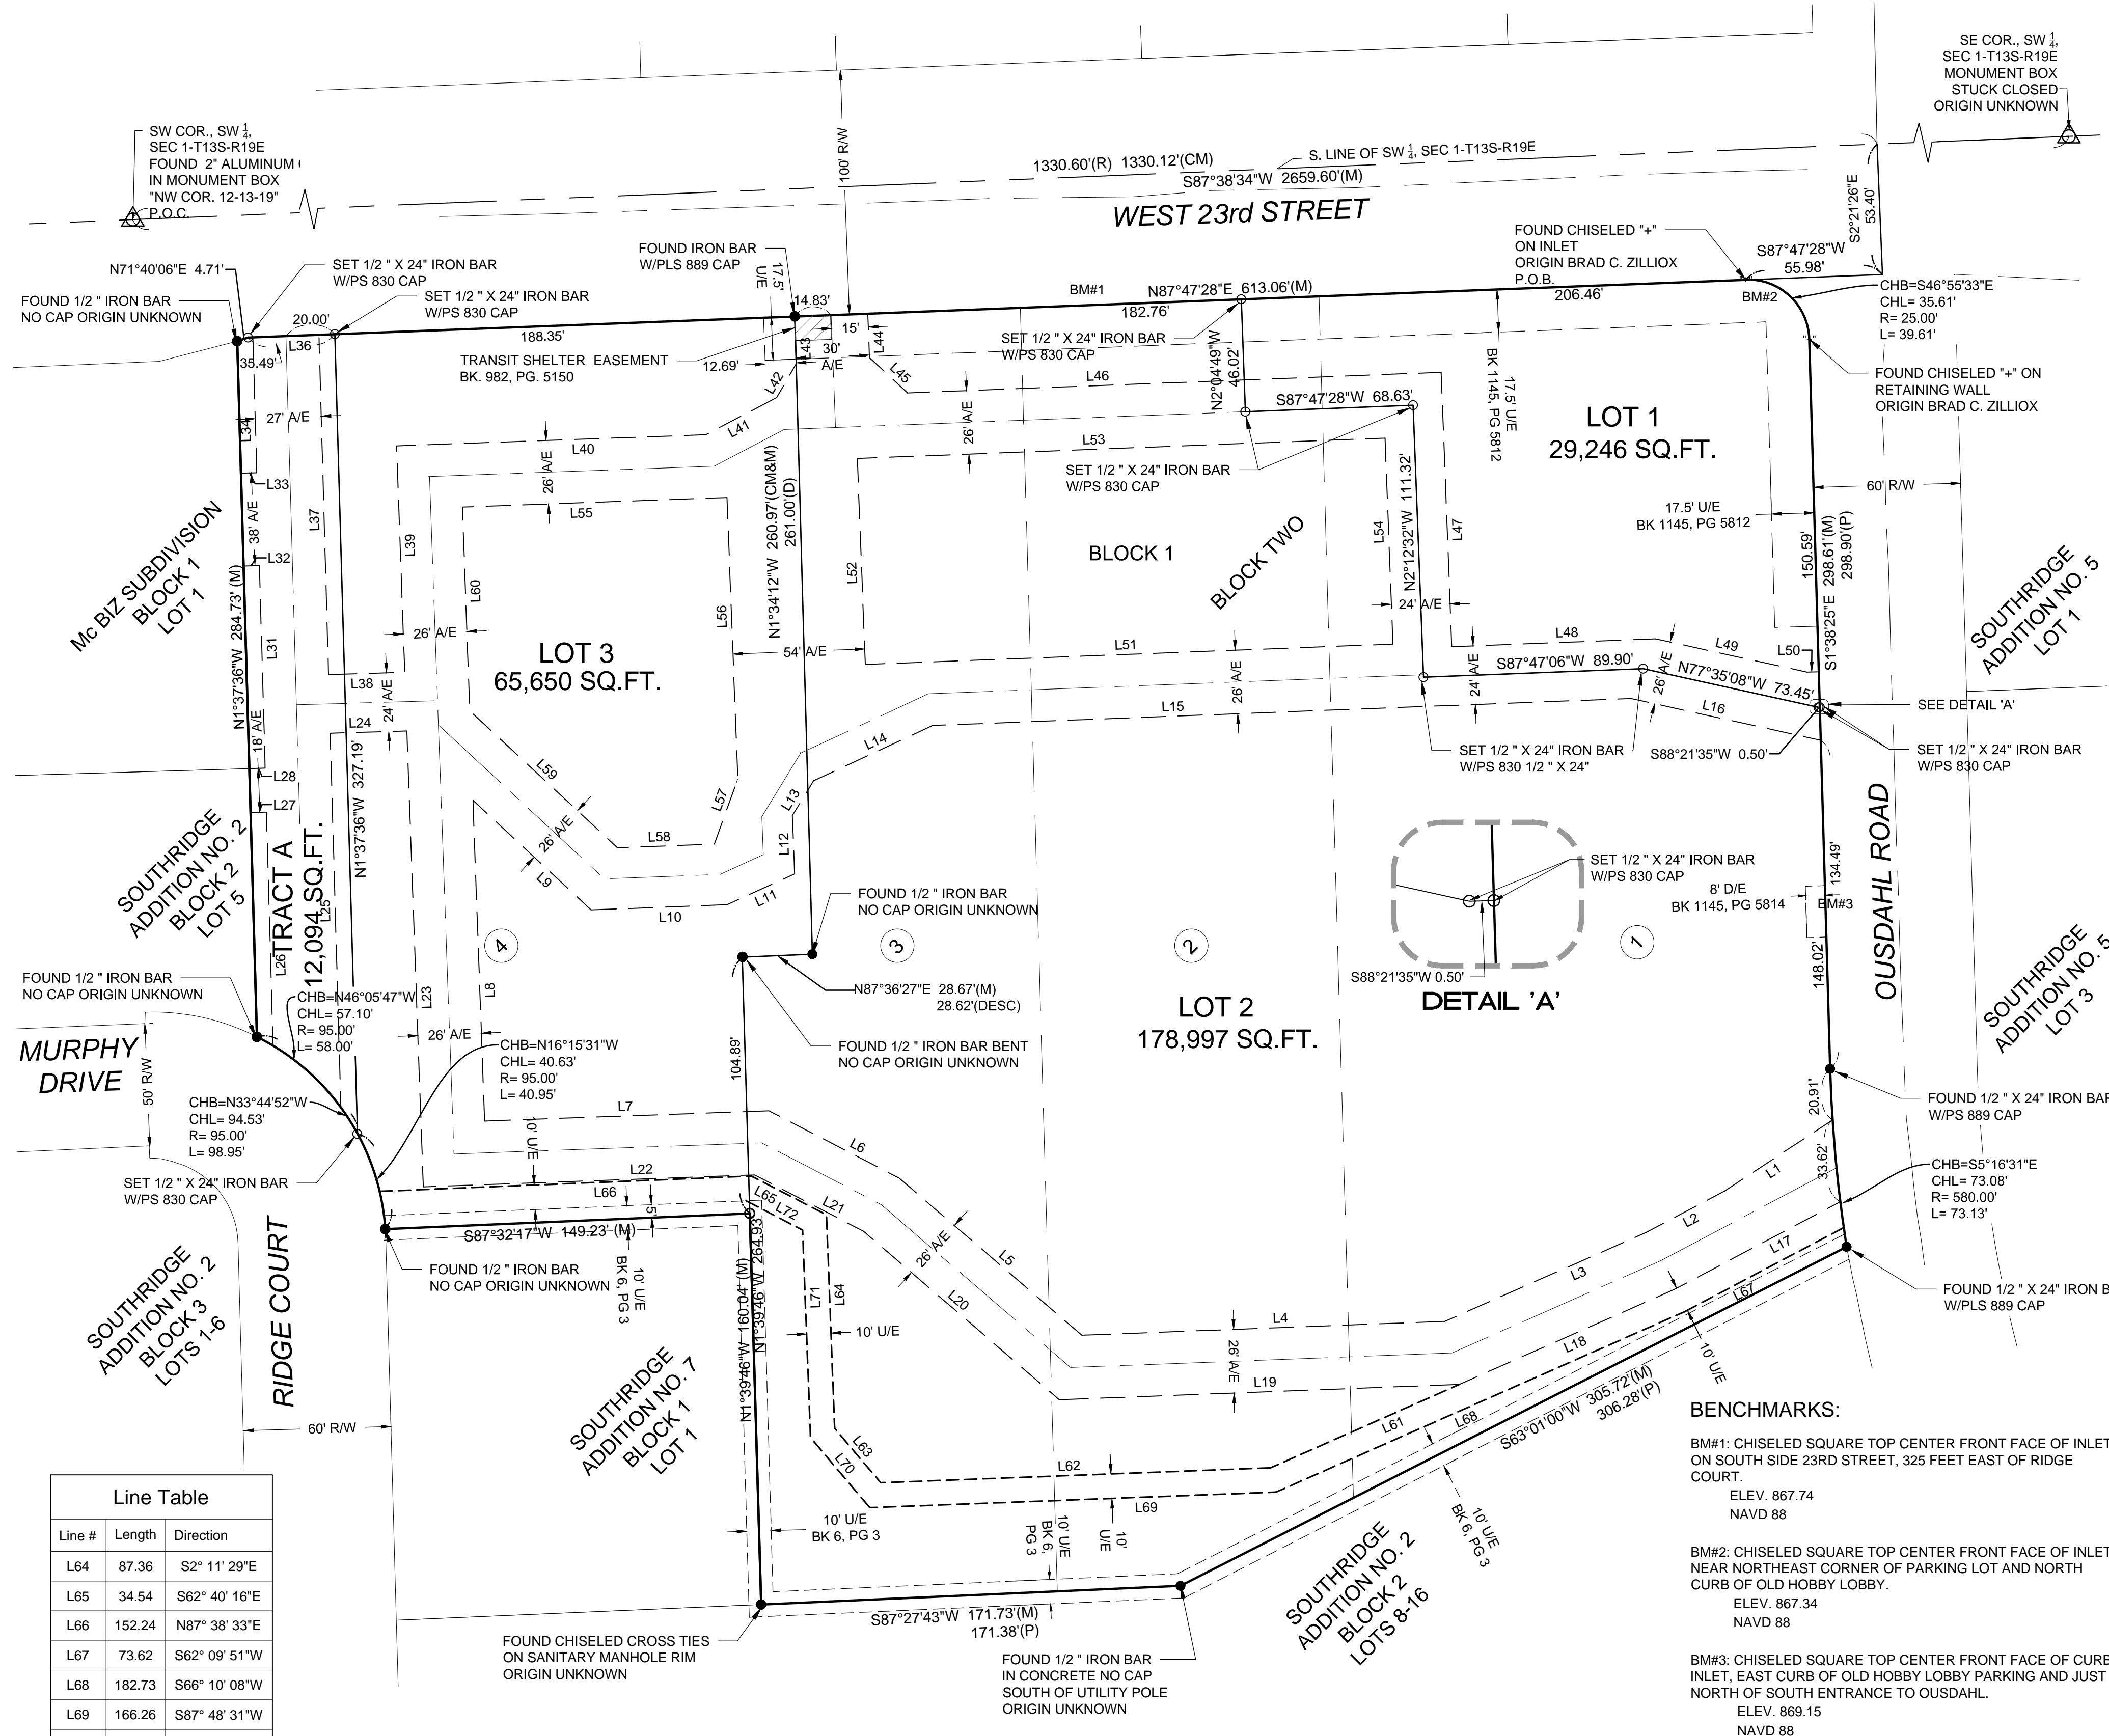 SW COR., SW 1/4,
SEC 1-T13S-R19E
FOUND 2" ALUMINUM
IN MONUMENT BOX
"NW COR. 12-13-19"
P.O.C.
SE COR., SW 1/4,
SEC 1-T13S-R19E
MONUMENT BOX
STUCK CLOSED
ORIGIN UNKNOWN
100' R/W
1330.60'(R) 1330.12'(CM)
S. LINE OF SW 1/4, SEC 1-T13S-R19E
S87°38'34"W 2659.60'(M)
WEST 23rd STREET
S2°21'26"E
53.40'
FOUND CHISELED "+"
ON INLET
ORIGIN BRAD C. ZILLIOX
P.O.B.
S87°47'28"W
55.98'
N71°40'06"E 4.71'
FOUND 1/2 " IRON BAR
NO CAP ORIGIN UNKNOWN
SET 1/2 " X 24" IRON BAR
W/PS 830 CAP
SET 1/2 " X 24" IRON BAR
W/PS 830 CAP
FOUND IRON BAR
W/PLS 889 CAP
17.5'
U/E
14.83'
BM#1
N87°47'28"E 613.06'(M)
182.76'
206.46'
BM#2
CHB=S46°55'33"E
CHL= 35.61'
R= 25.00'
L= 39.61'
20.00'
L36
35.49'
188.35'
TRANSIT SHELTER EASEMENT
BK. 982, PG. 5150
12.69'
L43
15'
30'
A/E
L44
L42
L45
SET 1/2 " X 24" IRON BAR
W/PS 830 CAP
N2°04'49"W
46.02'
L46
S87°47'28"W 68.63'
17.5' U/E
BK 1145, PG 5812
LOT 1
29,246 SQ.FT.
FOUND CHISELED "+" ON
RETAINING WALL
ORIGIN BRAD C. ZILLIOX
27' A/E
L34
L41
L40
26' A/E
26' A/E
L53
SET 1/2 " X 24" IRON BAR
W/PS 830 CAP
60' R/W
17.5' U/E
BK 1145, PG 5812
L33
38' A/E
L32
L37
L39
L55
L60
L56
N1°34'12"W 260.97'(CM&M)
261.00'(D)
L52
BLOCK 1
BLOCK TWO
L54
L47
N2°12'32"W 111.32'
150.59'
S1°38'25"E 298.61'(M)
298.90'(P)
Mc BIZ SUBDIVISION
BLOCK 1
LOT 1
N1°37'36"W 284.73' (M)
L31
26' A/E
24' A/E
SOUTHRIDGE
ADDITION NO. 5
LOT 1
LOT 3
65,650 SQ.FT.
54' A/E
L51
26' A/E
24' A/E
L48
L49
L50
26' A/E
L38
24' A/E
S87°47'06"W 89.90'
N77°35'08"W 73.45'
SEE DETAIL 'A'
L24
18' A/E
L28
L27
N1°37'36"W 327.19'
L15
L16
L14
SET 1/2 " X 24" IRON BAR
W/PS 830 1/2 " X 24"
S88°21'35"W 0.50'
SET 1/2 " X 24" IRON BAR
W/PS 830 CAP
L59
26' A/E
L57
L58
L13
L12
L9
L10
L11
SOUTHRIDGE
ADDITION NO. 2
BLOCK 2
LOT 5
TRACT A
12,094 SQ.FT.
L25
L26
OUSDAHL ROAD
SET 1/2 " X 24" IRON BAR
W/PS 830 CAP
134.49'
8' D/E
BK 1145, PG 5814
BM#3
FOUND 1/2 " IRON BAR
NO CAP ORIGIN UNKNOWN
4
3
2
1
S88°21'35"W 0.50'
DETAIL 'A'
148.02'
SOUTHRIDGE
ADDITION NO. 5
LOT 3
FOUND 1/2 " IRON BAR
NO CAP ORIGIN UNKNOWN
CHB=N46°05'47"W
CHL= 57.10'
R= 95.00'
L= 58.00'
L23
L8
N87°36'27"E 28.67'(M)
28.62'(DESC)
LOT 2
178,997 SQ.FT.
26' A/E
CHB=N16°15'31"W
CHL= 40.63'
R= 95.00'
L= 40.95'
104.89'
FOUND 1/2 " IRON BAR BENT
NO CAP ORIGIN UNKNOWN
MURPHY
DRIVE
50' R/W
CHB=N33°44'52"W
CHL= 94.53'
R= 95.00'
L= 98.95'
SET 1/2 " X 24" IRON BAR
W/PS 830 CAP
L7
10' U/E
L6
20.91'
FOUND 1/2 " X 24" IRON BAR
W/PS 889 CAP
L1
33.62'
CHB=S5°16'31"E
CHL= 73.08'
R= 580.00'
L= 73.13'
L22
L66
5'
L65
L72
L21
L2
S87°32'17"W 149.23' (M)
26' A/E
L5
L3
L17
FOUND 1/2 " IRON BAR
NO CAP ORIGIN UNKNOWN
10' U/E
BK 6, PG 3
L71
L64
L20
L67
FOUND 1/2 " X 24" IRON B
W/PLS 889 CAP
SOUTHRIDGE
ADDITION NO. 2
BLOCK 3
LOTS 1-6
RIDGE COURT
N1°39'46"W 160.04' (M)
N1°39'46"W 264.93'
10' U/E
L4
26' A/E
L19
L18
10' U/E
60' R/W
SOUTHRIDGE
ADDITION NO. 7
BLOCK 1
LOT 1
L63
L70
L62
L61
L68
S63°01'00"W 305.72'(M)
306.28'(P)
L69
10' U/E
BK 6, PG 3
10' U/E
BK 6,
PG 3
10'
U/E
10' U/E
BK 6, PG 3
S87°27'43"W 171.73'(M)
171.38'(P)
SOUTHRIDGE
ADDITION NO. 2
BLOCK 2
LOTS 8-16
FOUND CHISELED CROSS TIES
ON SANITARY MANHOLE RIM
ORIGIN UNKNOWN
FOUND 1/2 " IRON BAR
IN CONCRETE NO CAP
SOUTH OF UTILITY POLE
ORIGIN UNKNOWN
Line Table
Line # Length Direction
L64 87.36 S2° 11' 29"E
L65 34.54 S62° 40' 16"E
L66 152.24 N87° 38' 33"E
L67 73.62 S62° 09' 51"W
L68 182.73 S66° 10' 08"W
L69 166.26 S87° 48' 31"W
BENCHMARKS:
BM#1: CHISELED SQUARE TOP CENTER FRONT FACE OF INLET
ON SOUTH SIDE 23RD STREET, 325 FEET EAST OF RIDGE
COURT.
ELEV. 867.74
NAVD 88
BM#2: CHISELED SQUARE TOP CENTER FRONT FACE OF INLET
NEAR NORTHEAST CORNER OF PARKING LOT AND NORTH
CURB OF OLD HOBBY LOBBY.
ELEV. 867.34
NAVD 88
BM#3: CHISELED SQUARE TOP CENTER FRONT FACE OF CURB
INLET, EAST CURB OF OLD HOBBY LOBBY PARKING AND JUST
NORTH OF SOUTH ENTRANCE TO OUSDAHL.
ELEV. 869.15
NAVD 88